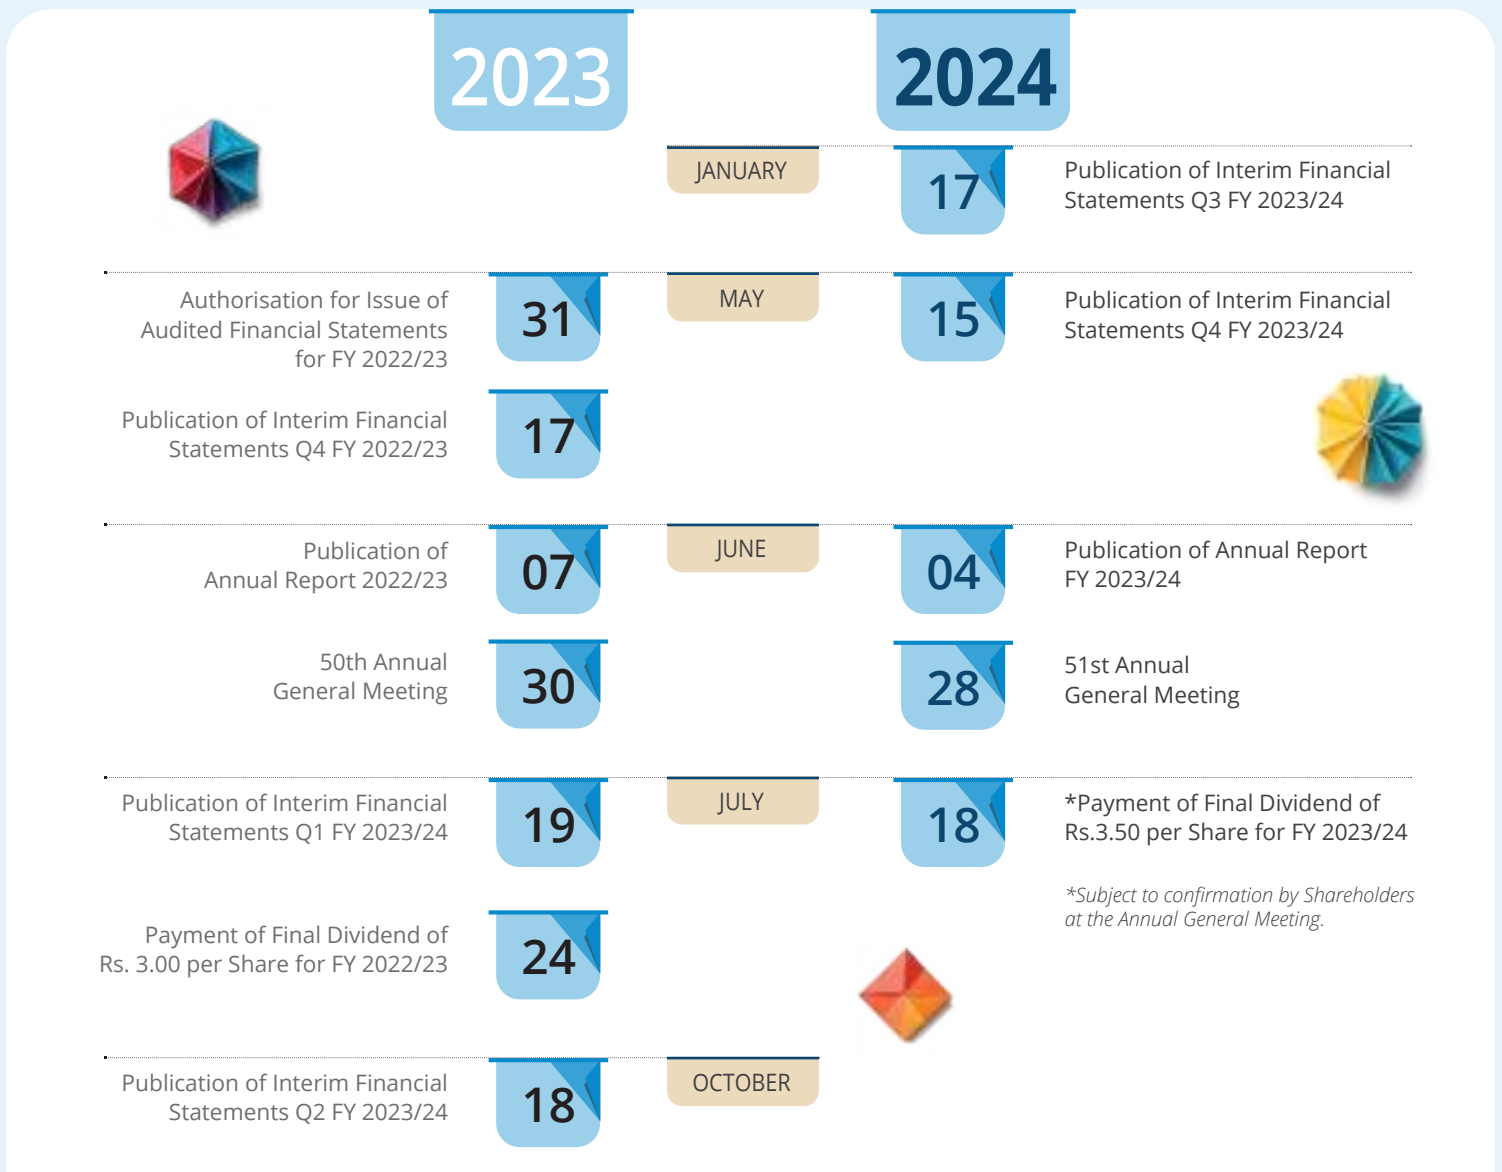 2023
2024
JANUARY
17
Publication of Interim Financial
Statements Q3 FY 2023/24
Authorisation for Issue of
Audited Financial Statements
for FY 2022/23
31
MAY
15
Publication of Interim Financial
Statements Q4 FY 2023/24
Publication of Interim Financial
Statements Q4 FY 2022/23
17
Publication of
Annual Report 2022/23
07
JUNE
04
Publication of Annual Report
FY 2023/24
50th Annual
General Meeting
30
28
51st Annual
General Meeting
Publication of Interim Financial
Statements Q1 FY 2023/24
19
JULY
18
*Payment of Final Dividend of
Rs.3.50 per Share for FY 2023/24
*Subject to confirmation by Shareholders
at the Annual General Meeting.
Payment of Final Dividend of
Rs. 3.00 per Share for FY 2022/23
24
Publication of Interim Financial
Statements Q2 FY 2023/24
18
OCTOBER